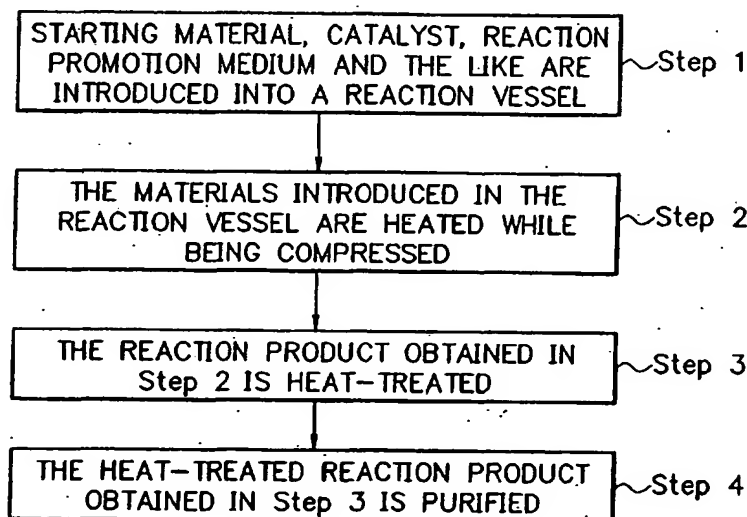 STARTING MATERIAL, CATALYST, REACTION
PROMOTION MEDIUM AND THE LIKE ARE
INTRODUCED INTO A REACTION VESSEL
Step 1
THE MATERIALS INTRODUCED IN THE
REACTION VESSEL ARE HEATED WHILE
BEING COMPRESSED
Step 2
THE REACTION PRODUCT OBTAINED IN
Step 2 IS HEAT-TREATED
Step 3
THE HEAT-TREATED REACTION PRODUCT
OBTAINED IN Step 3 IS PURIFIED
Step 4